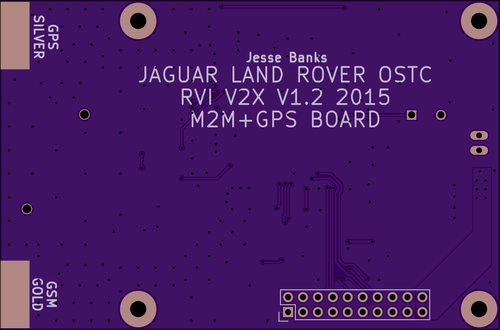 GPS
SILVER
Jesse Banks
JAGUAR LAND ROVER OSTC
RVI V2X V1.2 2015
M2M+GPS BOARD
GSM
GOLD